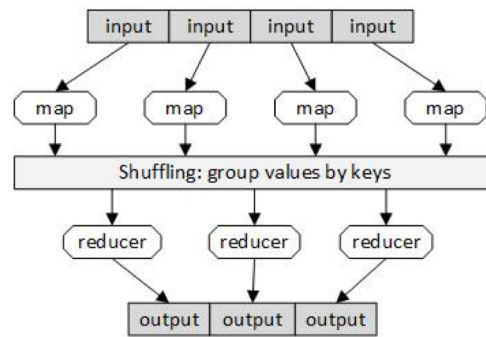 input input input input
map map map map
Shuffling: group values by keys
reducer reducer reducer
output output output